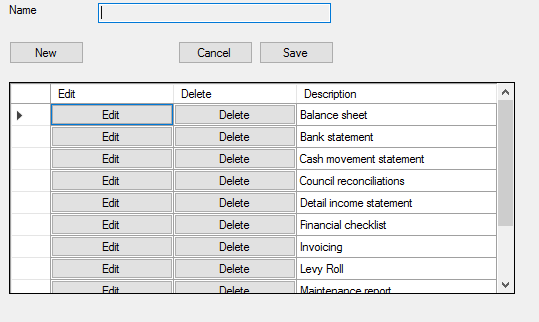 Name
New Cancel Save
Edit Delete Description
Edit Delete Balance sheet
Edit Delete Bank statement
Edit Delete Cash movement statement
Edit Delete Council reconciliations
Edit Delete Detail income statement
Edit Delete Financial checklist
Edit Delete Invoicing
Edit Delete Levy Roll
Edit Delete Maintenance report